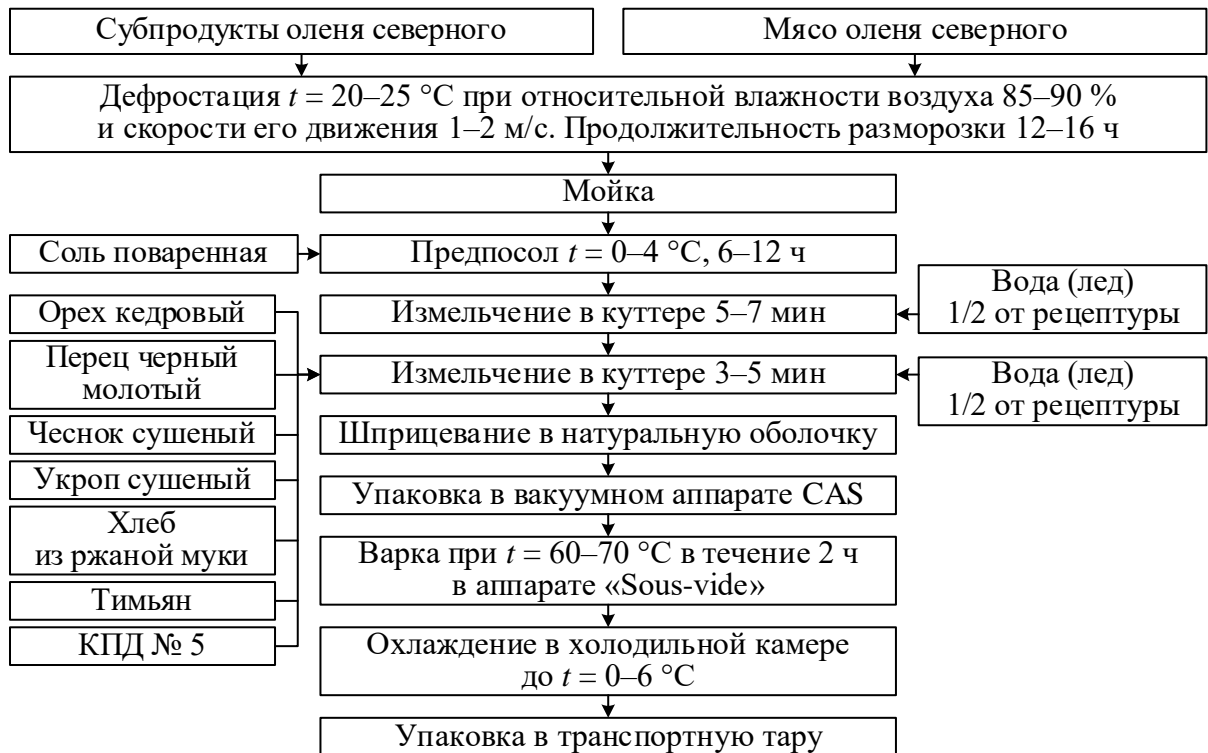 Субпродукты оленя северного
Мясо оленя северного
Дефростация t = 20–25 °C при относительной влажности воздуха 85–90 %
и скорости его движения 1–2 м/с. Продолжительность разморозки 12–16 ч
Мойка
Соль поваренная
Предпосол t = 0–4 °C, 6–12 ч
Орех кедровый
Измельчение в куттере 5–7 мин
Вода (лед)
1/2 от рецептуры
Перец черный
молотый
Измельчение в куттере 3–5 мин
Вода (лед)
1/2 от рецептуры
Чеснок сушеный
Шприцевание в натуральную оболочку
Укроп сушеный
Упаковка в вакуумном аппарате CAS
Хлеб
из ржаной муки
Варка при t = 60–70 °C в течение 2 ч
в аппарате «Sous-vide»
Тимьян
КПД № 5
Охлаждение в холодильной камере
до t = 0–6 °C
Упаковка в транспортную тару